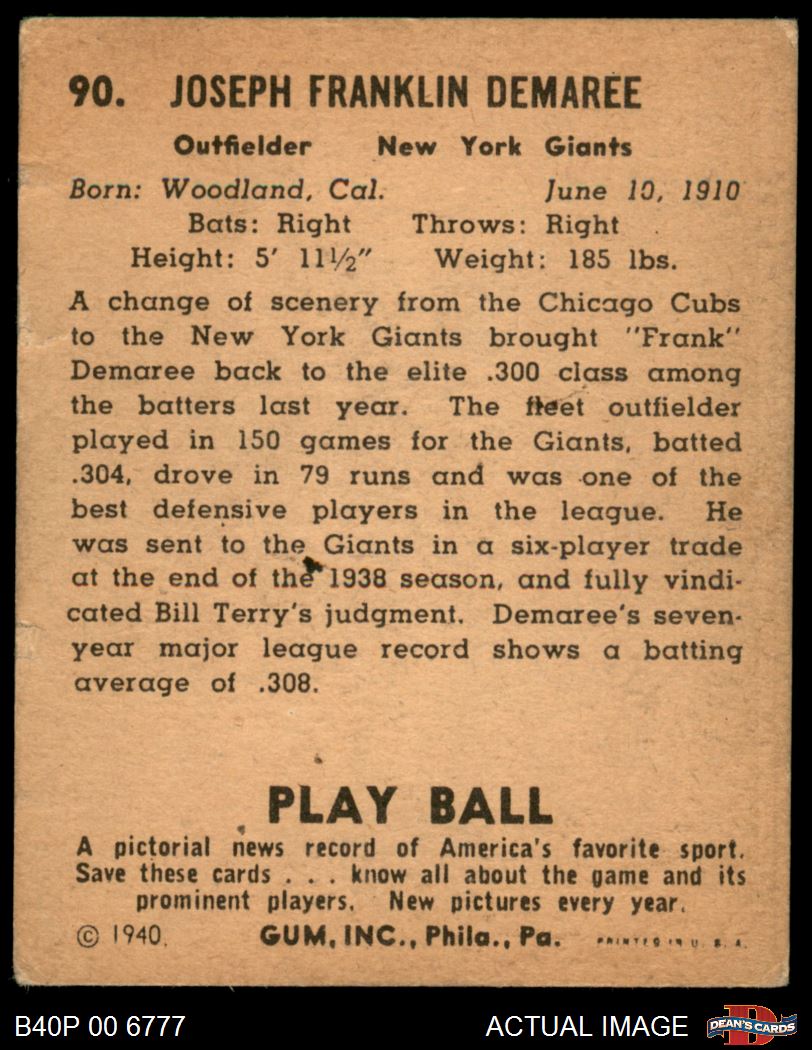 90. JOSEPH FRANKLIN DEMAREE
Outfielder New York Giants
Born: Woodland, Cal. June 10, 1910
Bats: Right Throws: Right
Height: 5' 11½" Weight: 185 lbs.
A change of scenery from the Chicago Cubs
to the New York Giants brought "Frank"
Demaree back to the elite .300 class among
the batters last year. The fleet outfielder
played in 150 games for the Giants, batted
.304, drove in 79 runs and was one of the
best defensive players in the league. He
was sent to the Giants in a six-player trade
at the end of the 1938 season, and fully vindi-
cated Bill Terry's judgment. Demaree's seven-
year major league record shows a batting
average of .308.
PLAY BALL
A pictorial news record of America's favorite sport.
Save these cards . . . know all about the game and its
prominent players. New pictures every year.
© 1940. GUM, INC., Phila., Pa. PRINTED IN U. S. A.
B40P 00 6777 ACTUAL IMAGE DEAN'S CARDS